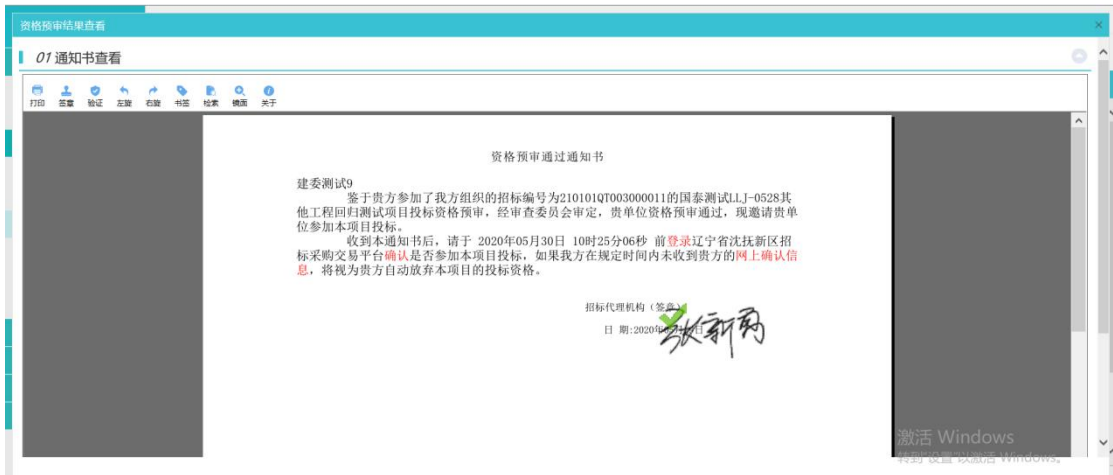 资格预审结果查看
01 通知书查看
打印 签章 验证 左旋 右旋 书签 检索 镜面 关于
资格预审通过通知书
建委测试9
鉴于贵方参加了我方组织的招标编号为210101QT003000011的国泰测试LLJ-0528其
他工程回归测试项目投标资格预审，经审查委员会审定，贵单位资格预审通过，现邀请贵单
位参加本项目投标。
收到本通知书后，请于 2020年05月30日 10时25分06秒 前登录辽宁省沈抚新区招
标采购交易平台确认是否参加本项目投标，如果我方在规定时间内未收到贵方的网上确认信
息，将视为贵方自动放弃本项目的投标资格。
招标代理机构（签章）
日 期:2020年
激活 Windows
转到"设置"以激活 Windows。